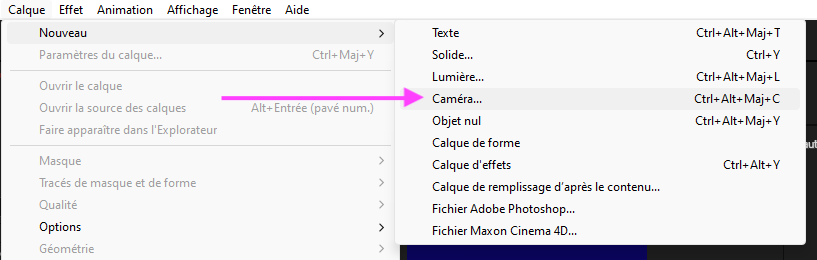 Calque Effet Animation Affichage Fenêtre Aide
Nouveau
Paramètres du calque... Ctrl+Maj+Y
Ouvrir le calque
Ouvrir la source des calques Alt+Entrée (pavé num.)
Faire apparaître dans l'Explorateur
Masque
Tracés de masque et de forme
Qualité
Options
Géométrie
Texte Ctrl+Alt+Maj+T
Solide... Ctrl+Y
Lumière... Ctrl+Alt+Maj+L
Caméra... Ctrl+Alt+Maj+C
Objet nul Ctrl+Alt+Maj+Y
Calque de forme
Calque d'effets Ctrl+Alt+Y
Calque de remplissage d'après le contenu...
Fichier Adobe Photoshop...
Fichier Maxon Cinema 4D...